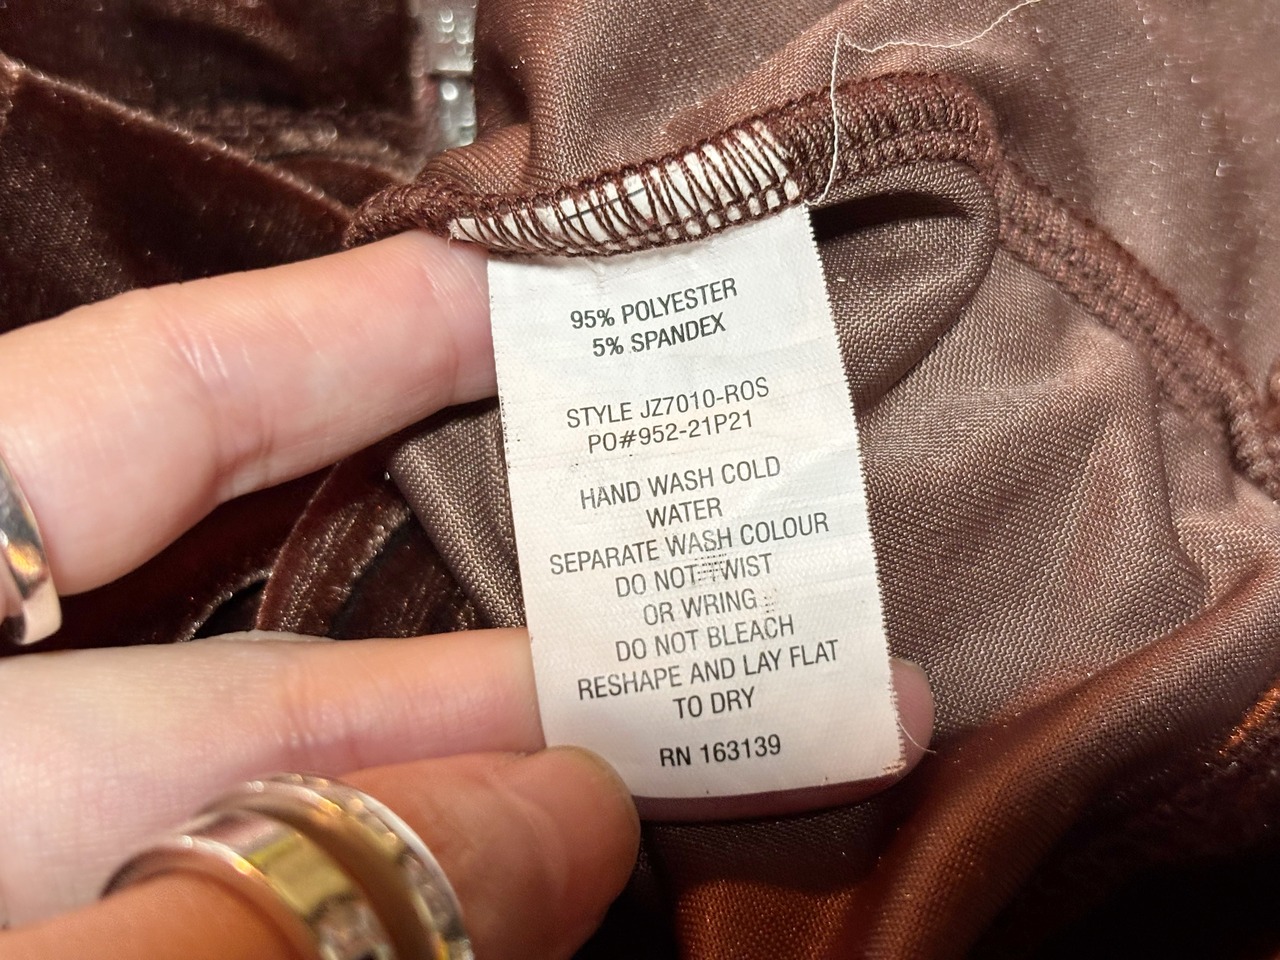 95% POLYESTER
5% SPANDEX
STYLE JZ7010-ROS
PO#952-21P21
HAND WASH COLD
WATER
SEPARATE WASH COLOUR
DO NOT TWIST
OR WRING
DO NOT BLEACH
RESHAPE AND LAY FLAT
TO DRY
RN 163139